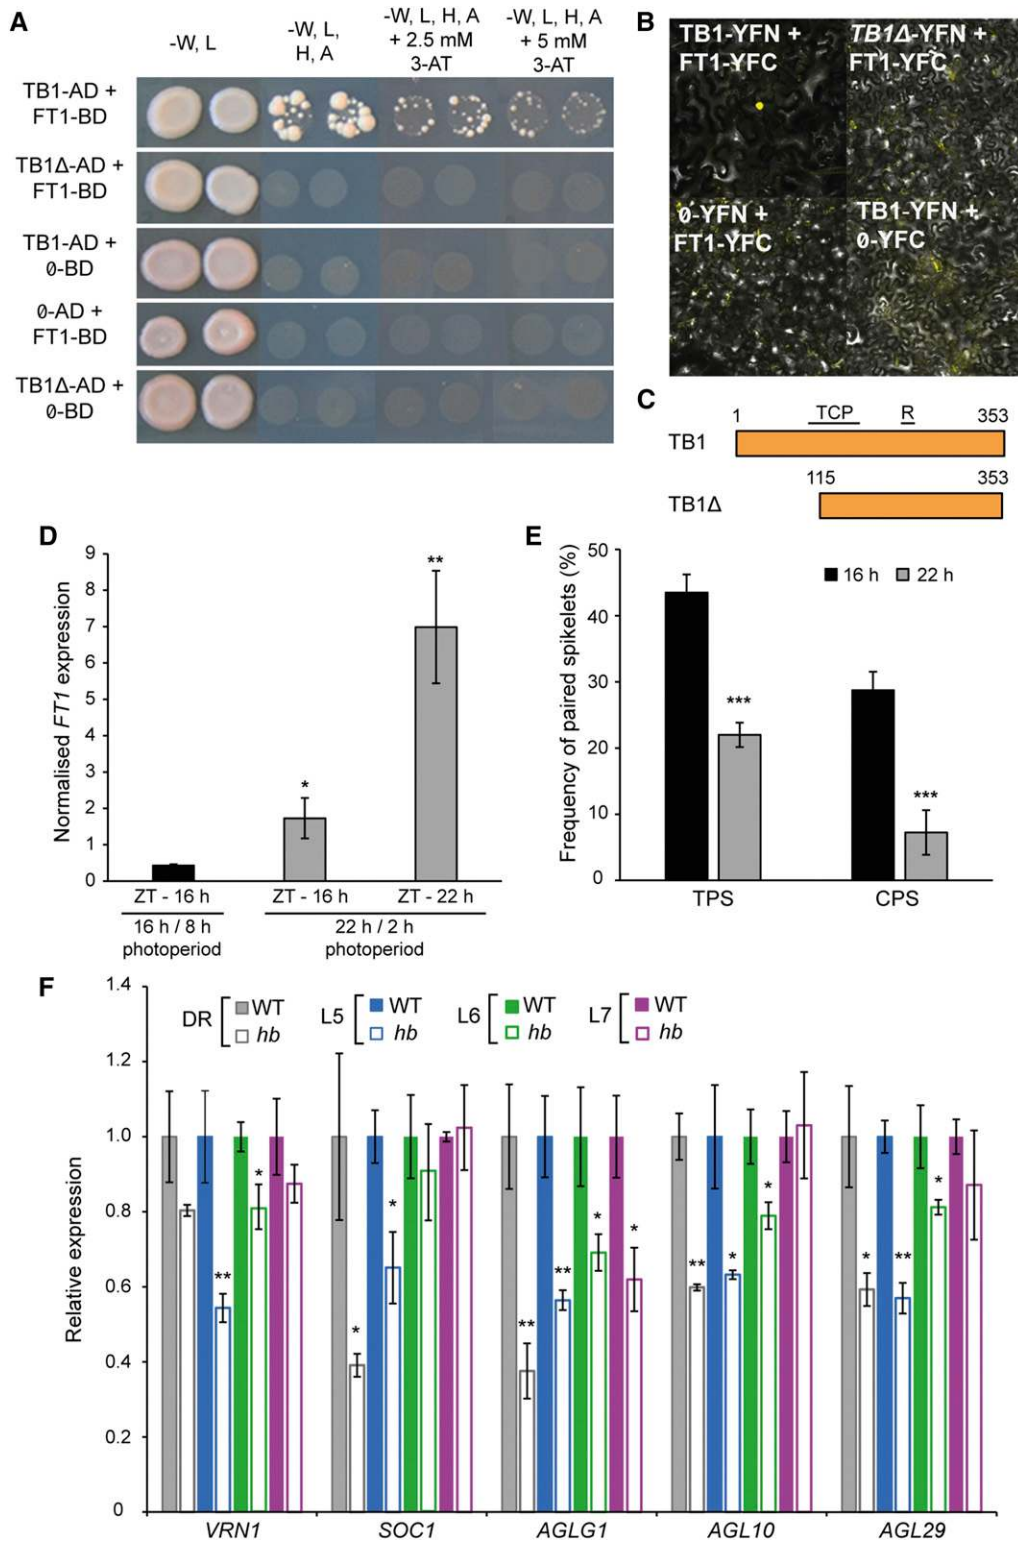 A
-W, L
-W, L,
H, A
-W, L, H, A
+ 2.5 mM
3-AT
-W, L, H, A
+ 5 mM
3-AT
TB1-AD +
FT1-BD
TB1Δ-AD +
FT1-BD
TB1-AD +
0-BD
0-AD +
FT1-BD
TB1Δ-AD +
0-BD
B
TB1-YFN +
FT1-YFC
TB1Δ-YFN +
FT1-YFC
0-YFN +
FT1-YFC
TB1-YFN +
0-YFC
C
1 TCP R 353
TB1
115 353
TB1Δ
D
Normalised FT1 expression
9
8
7
6
5
4
3
2
1
0
*
**
ZT - 16 h ZT - 16 h ZT - 22 h
16 h / 8 h
photoperiod
22 h / 2 h
photoperiod
E
Frequency of paired spikelets (%)
50
40
30
20
10
0
16 h 22 h
***
***
TPS CPS
F
Relative expression
1.4
1.2
1.0
0.8
0.6
0.4
0.2
0
DR WT
hb
L5 WT
hb
L6 WT
hb
L7 WT
hb
**
*
*
*
**
**
*
*
**
*
*
*
**
*
VRN1 SOC1 AGLG1 AGL10 AGL29